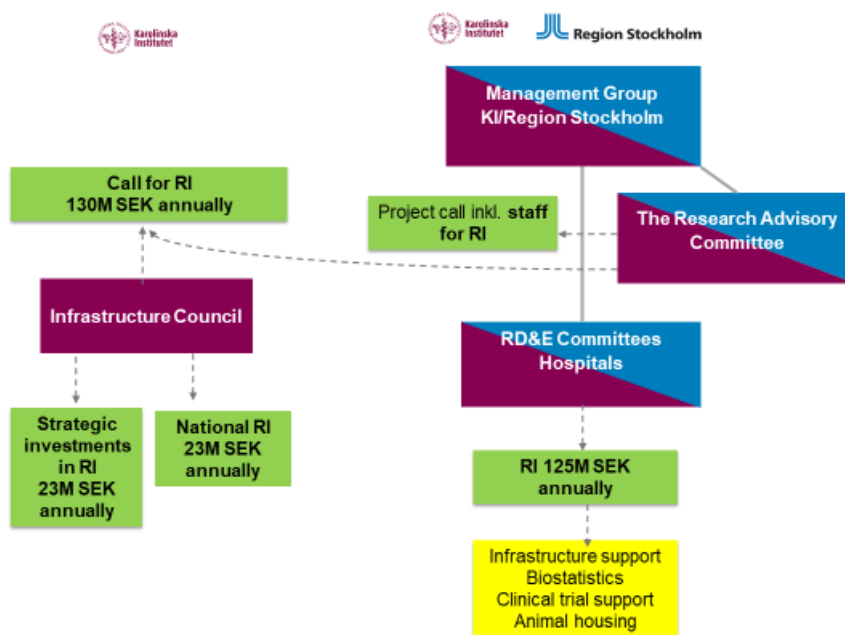 Karolinska
Institutet
Karolinska
Institutet
Region Stockholm
Management Group
KI/Region Stockholm
Call for RI
130M SEK annually
Project call inkl. staff
for RI
The Research Advisory
Committee
Infrastructure Council
RD&E Committees
Hospitals
Strategic
investments
in RI
23M SEK
annually
National RI
23M SEK
annually
RI 125M SEK
annually
Infrastructure support
Biostatistics
Clinical trial support
Animal housing